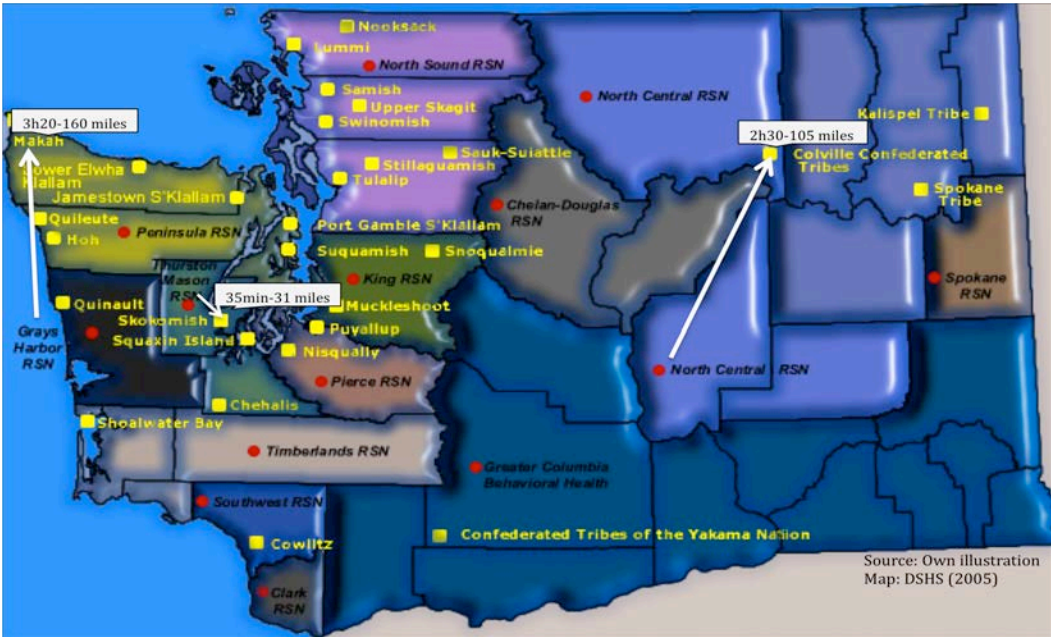 Nooksack
Lummi
North Sound RSN
Samish
Upper Skagit
Swinomish
North Central RSN
Kalispel Tribe
3h20-160 miles
2h30-105 miles
Makah
Lower Elwha
Klallam
Sauk-Suiattle
Stillaguamish
Colville Confederated
Tribes
Jamestown S'Klallam
Tulalip
Spokane
Tribe
Quileute
Hoh
Peninsula RSN
Port Gamble S'Klallam
Chelan-Douglas
RSN
Suquamish
Snoqualmie
Thurston
Mason
RSN
King RSN
Spokane
RSN
35min-31 miles
Quinault
Muckleshoot
Skokomish
Puyallup
Grays
Harbor
RSN
Squaxin Island
Nisqually
Pierce RSN
North Central RSN
Chehalis
Shoalwater Bay
Timberlands RSN
Greater Columbia
Behavioral Health
Southwest RSN
Cowlitz
Confederated Tribes of the Yakama Nation
Clark
RSN
Source: Own illustration
Map: DSHS (2005)